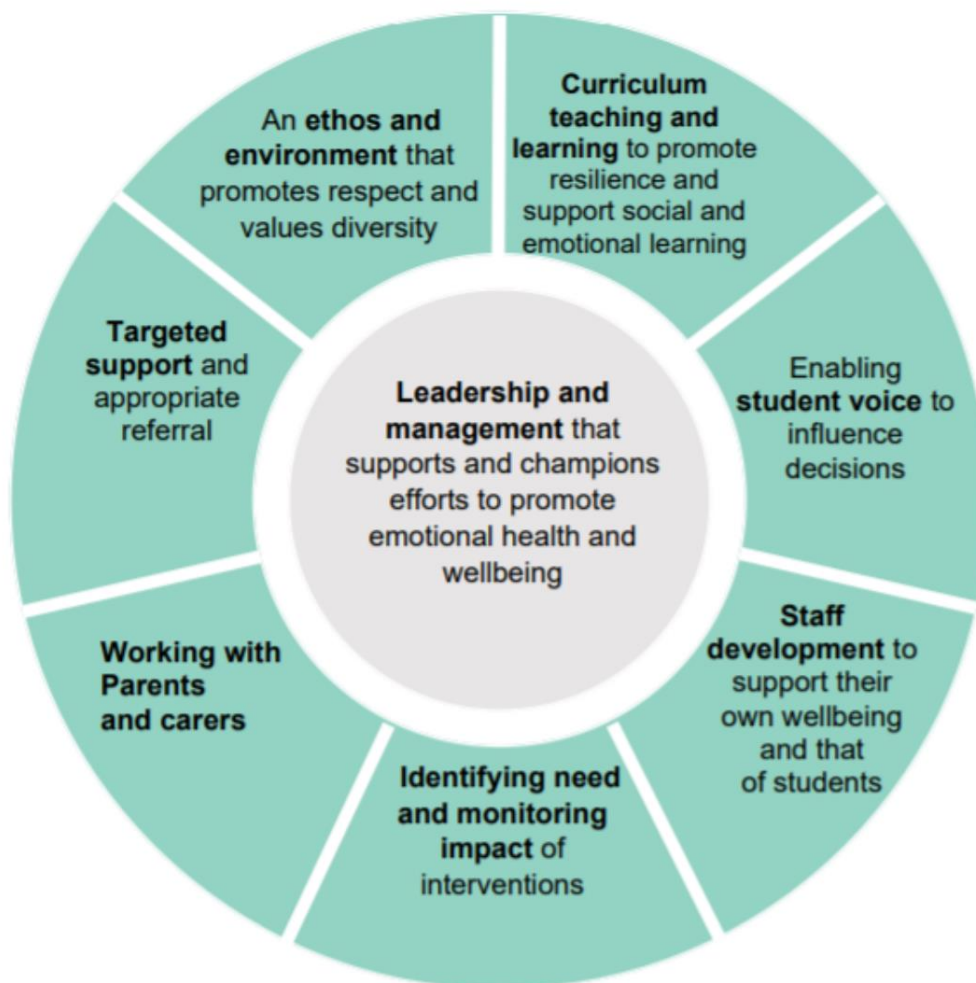 An ethos and
environment that
promotes respect and
values diversity
Curriculum
teaching and
learning to promote
resilience and
support social and
emotional learning
Enabling
student voice to
influence
decisions
Staff
development to
support their
own wellbeing
and that
of students
Identifying need
and monitoring
impact of
interventions
Working with
Parents
and carers
Targeted
support and
appropriate
referral
Leadership and
management that
supports and champions
efforts to promote
emotional health and
wellbeing